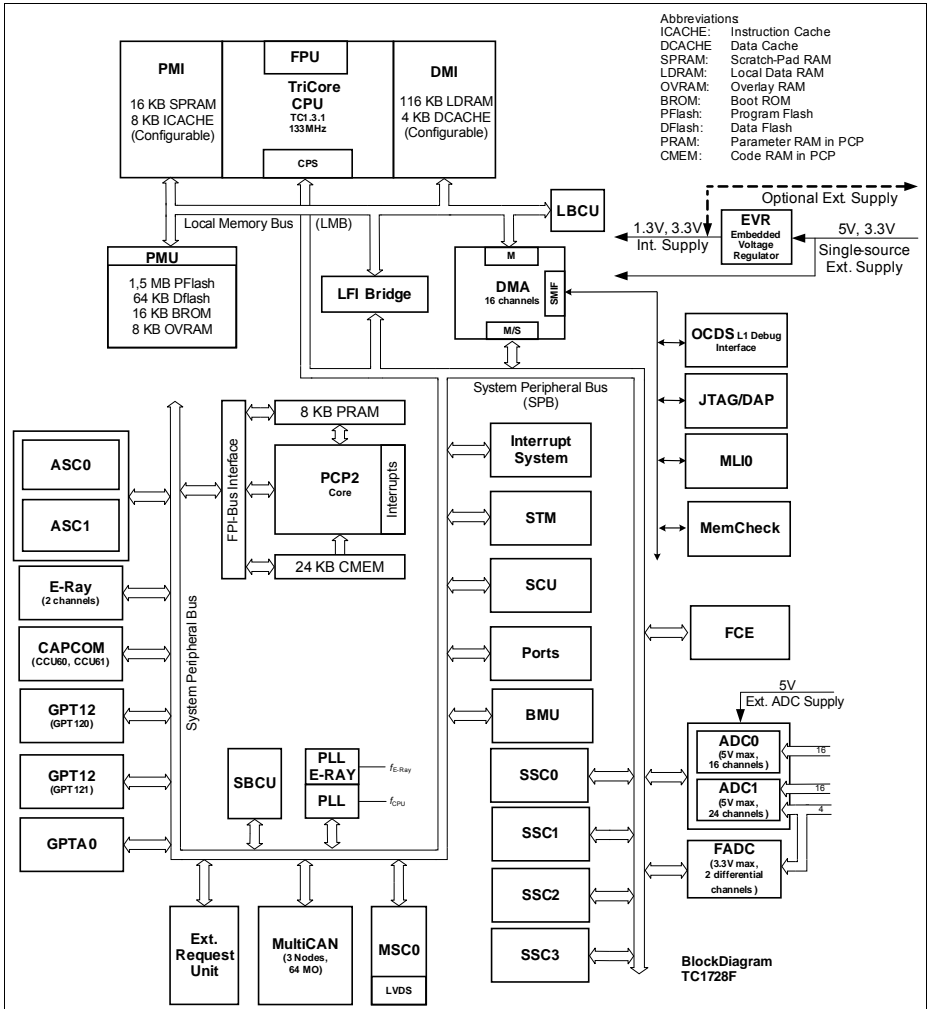 Abbreviations:
ICACHE: Instruction Cache
DCACHE Data Cache
SPRAM: Scratch-Pad RAM
LDRAM: Local Data RAM
OVRAM: Overlay RAM
BROM: Boot ROM
PFlash: Program Flash
DFlash: Data Flash
PRAM: Parameter RAM in PCP
CMEM: Code RAM in PCP
PMI
16 KB SPRAM
8 KB ICACHE
(Configurable)
FPU
TriCore
CPU
TC1.3.1
133MHz
CPS
DMI
116 KB LDRAM
4 KB DCACHE
(Configurable)
Local Memory Bus (LMB)
LBCU
Optional Ext. Supply
1.3V, 3.3V
Int. Supply
EVR
Embedded
Voltage
Regulator
5V, 3.3V
Single-source
Ext. Supply
PMU
1,5 MB PFlash
64 KB Dflash
16 KB BROM
8 KB OVRAM
LFI Bridge
M
DMA
16 channels
SMIF
M/S
OCDS L1 Debug
Interface
JTAG/DAP
MLI0
MemCheck
System Peripheral Bus
(SPB)
FPI-Bus Interface
8 KB PRAM
PCP2
Core
Interrupts
24 KB CMEM
Interrupt
System
STM
SCU
Ports
BMU
SSC0
SSC1
SSC2
SSC3
FCE
ASC0
ASC1
E-Ray
(2 channels)
CAPCOM
(CCU60, CCU61)
GPT12
(GPT120)
GPT12
(GPT121)
GPTA0
System Peripheral Bus
SBCU
PLL
E-RAY
fE-Ray
PLL
fCPU
5V
Ext. ADC Supply
ADC0
(5V max,
16 channels)
16
ADC1
(5V max,
24 channels)
16
4
FADC
(3.3V max,
2 differential
channels)
Ext.
Request
Unit
MultiCAN
(3 Nodes,
64 MO)
MSC0
LVDS
BlockDiagram
TC1728F